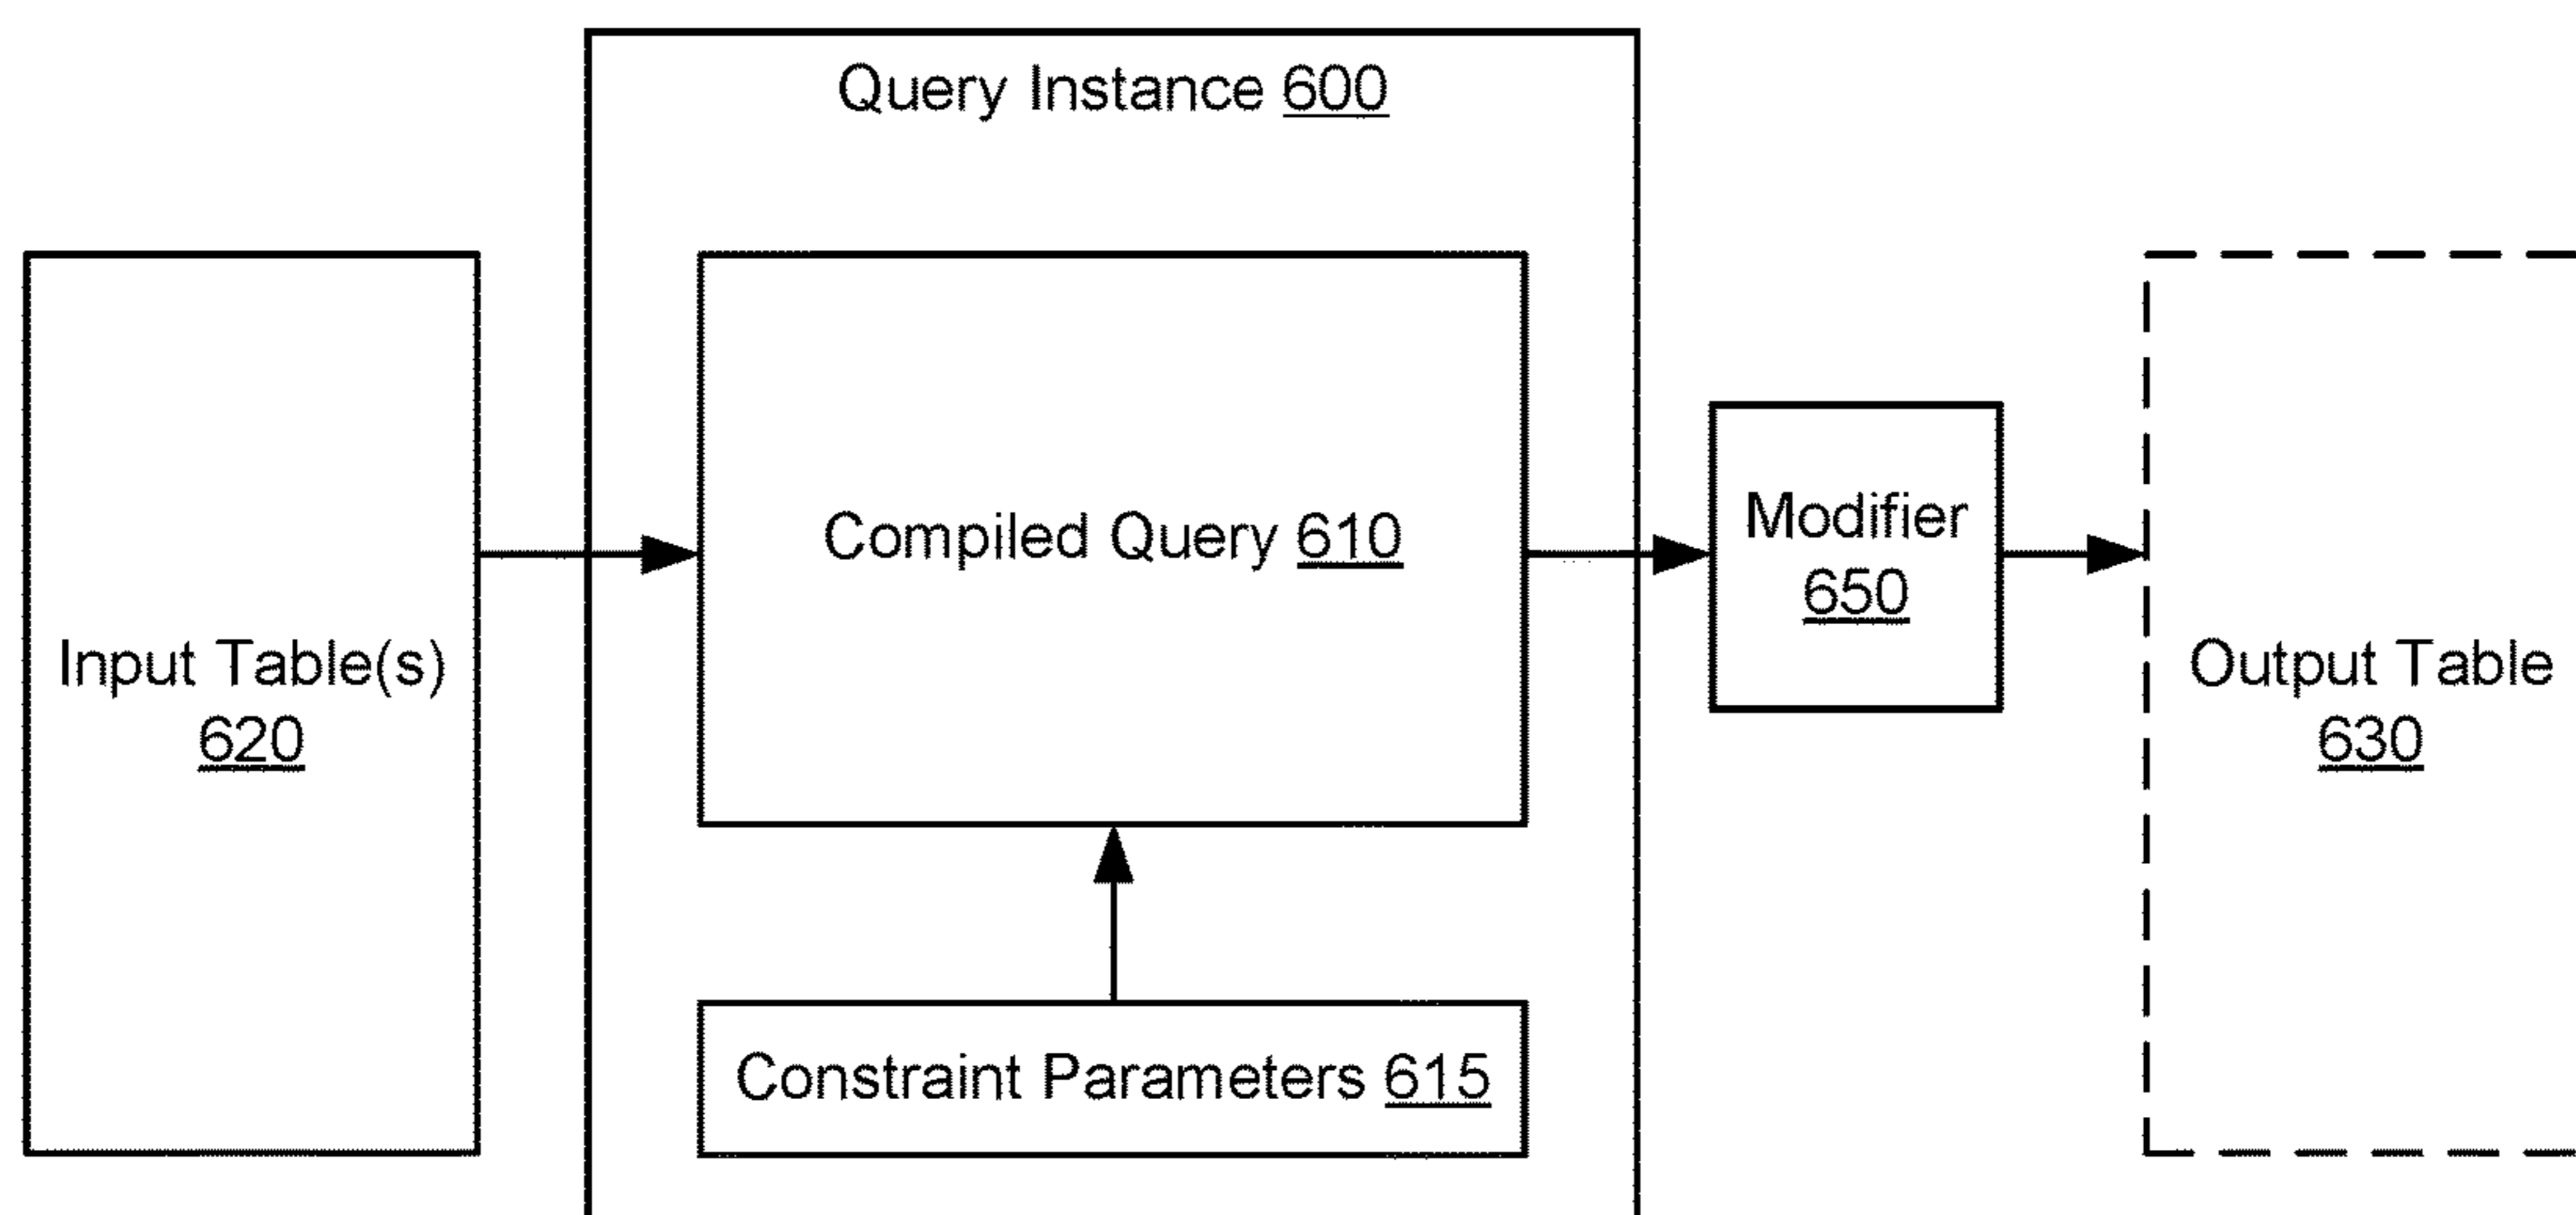 Query Instance 600
Input Table(s)
620
Compiled Query 610
Constraint Parameters 615
Modifier
650
Output Table
630